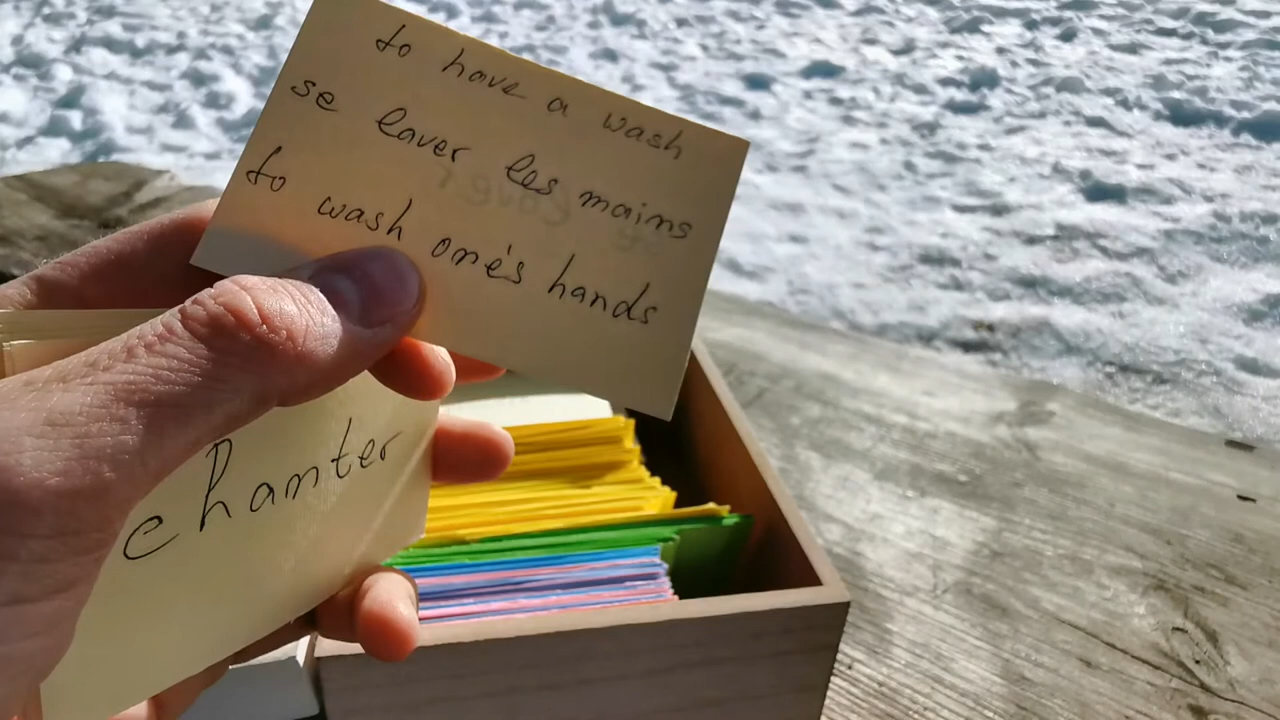 to have a wash
se laver les mains
to wash one's hands
chanter